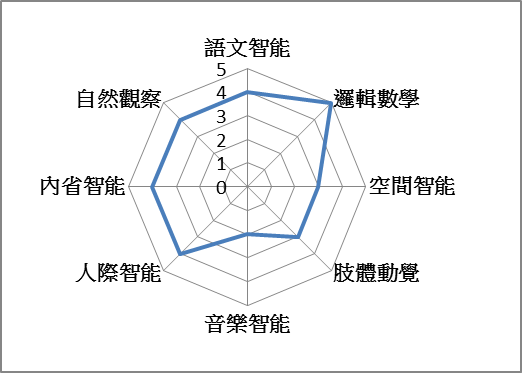 語文智能
5
4
3
2
1
0
邏輯數學
空間智能
肢體動覺
音樂智能
人際智能
內省智能
自然觀察